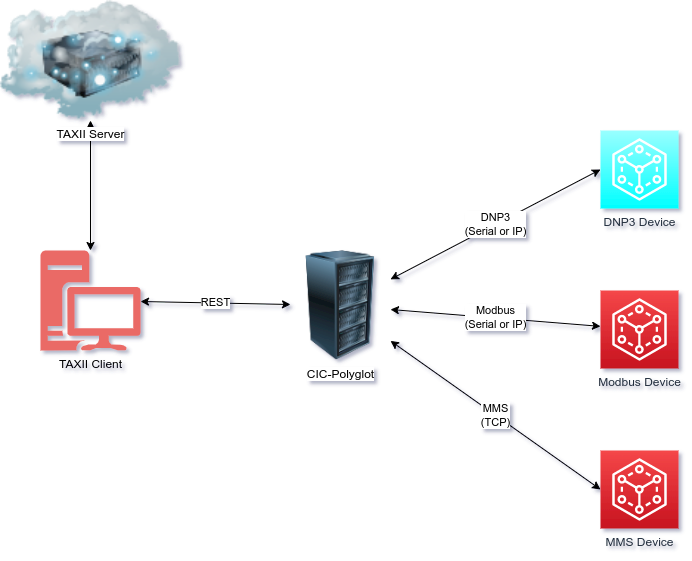 TAXII Server
DNP3
(Serial or IP)
DNP3 Device
REST
Modbus
(Serial or IP)
TAXII Client
CIC-Polyglot
Modbus Device
MMS
(TCP)
MMS Device